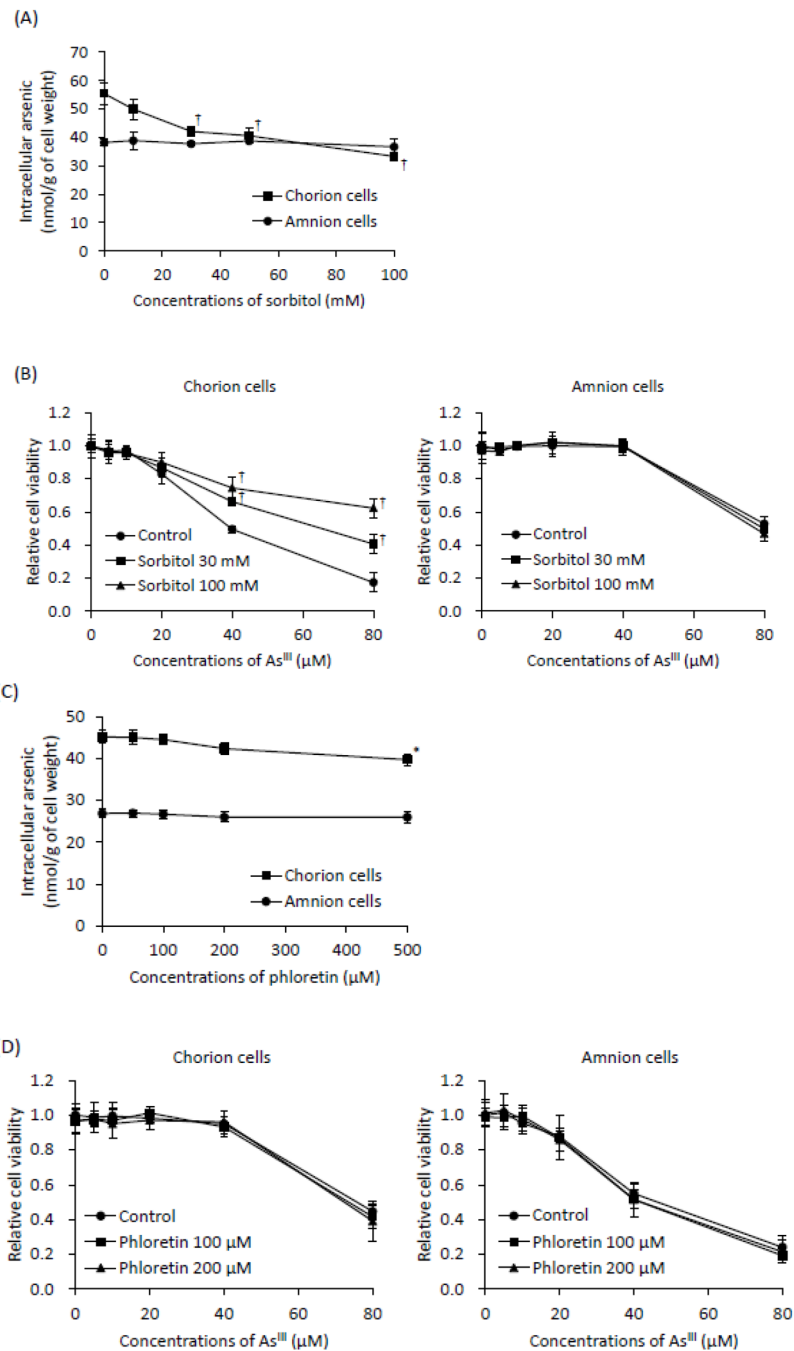 (A)
70
60
50
40
30
20
10
0
Intracellular arsenic
(nmol/g of cell weight)
†
†
†
Chorion cells
Amnion cells
0 20 40 60 80 100
Concentrations of sorbitol (mM)
(B)
Chorion cells
1.2
1.0
0.8
0.6
0.4
0.2
0.0
Relative cell viability
†
†
†
†
Control
Sorbitol 30 mM
Sorbitol 100 mM
0 20 40 60 80
Concentrations of Asᴵᴵᴵ (µM)
Amnion cells
1.2
1.0
0.8
0.6
0.4
0.2
0.0
Relative cell viability
Control
Sorbitol 30 mM
Sorbitol 100 mM
0 20 40 60 80
Concentations of Asᴵᴵᴵ (µM)
C)
50
40
30
20
10
0
Intracellular arsenic
(nmol/g of cell weight)
*
Chorion cells
Amnion cells
0 100 200 300 400 500
Concentrations of phloretin (µM)
D)
Chorion cells
1.2
1.0
0.8
0.6
0.4
0.2
0.0
Relative cell viability
Control
Phloretin 100 µM
Phloretin 200 µM
0 20 40 60 80
Concentrations of Asᴵᴵᴵ (µM)
Amnion cells
1.2
1.0
0.8
0.6
0.4
0.2
0.0
Relative cell viability
Control
Phloretin 100 µM
Phloretin 200 µM
0 20 40 60 80
Concentrations of Asᴵᴵᴵ (µM)